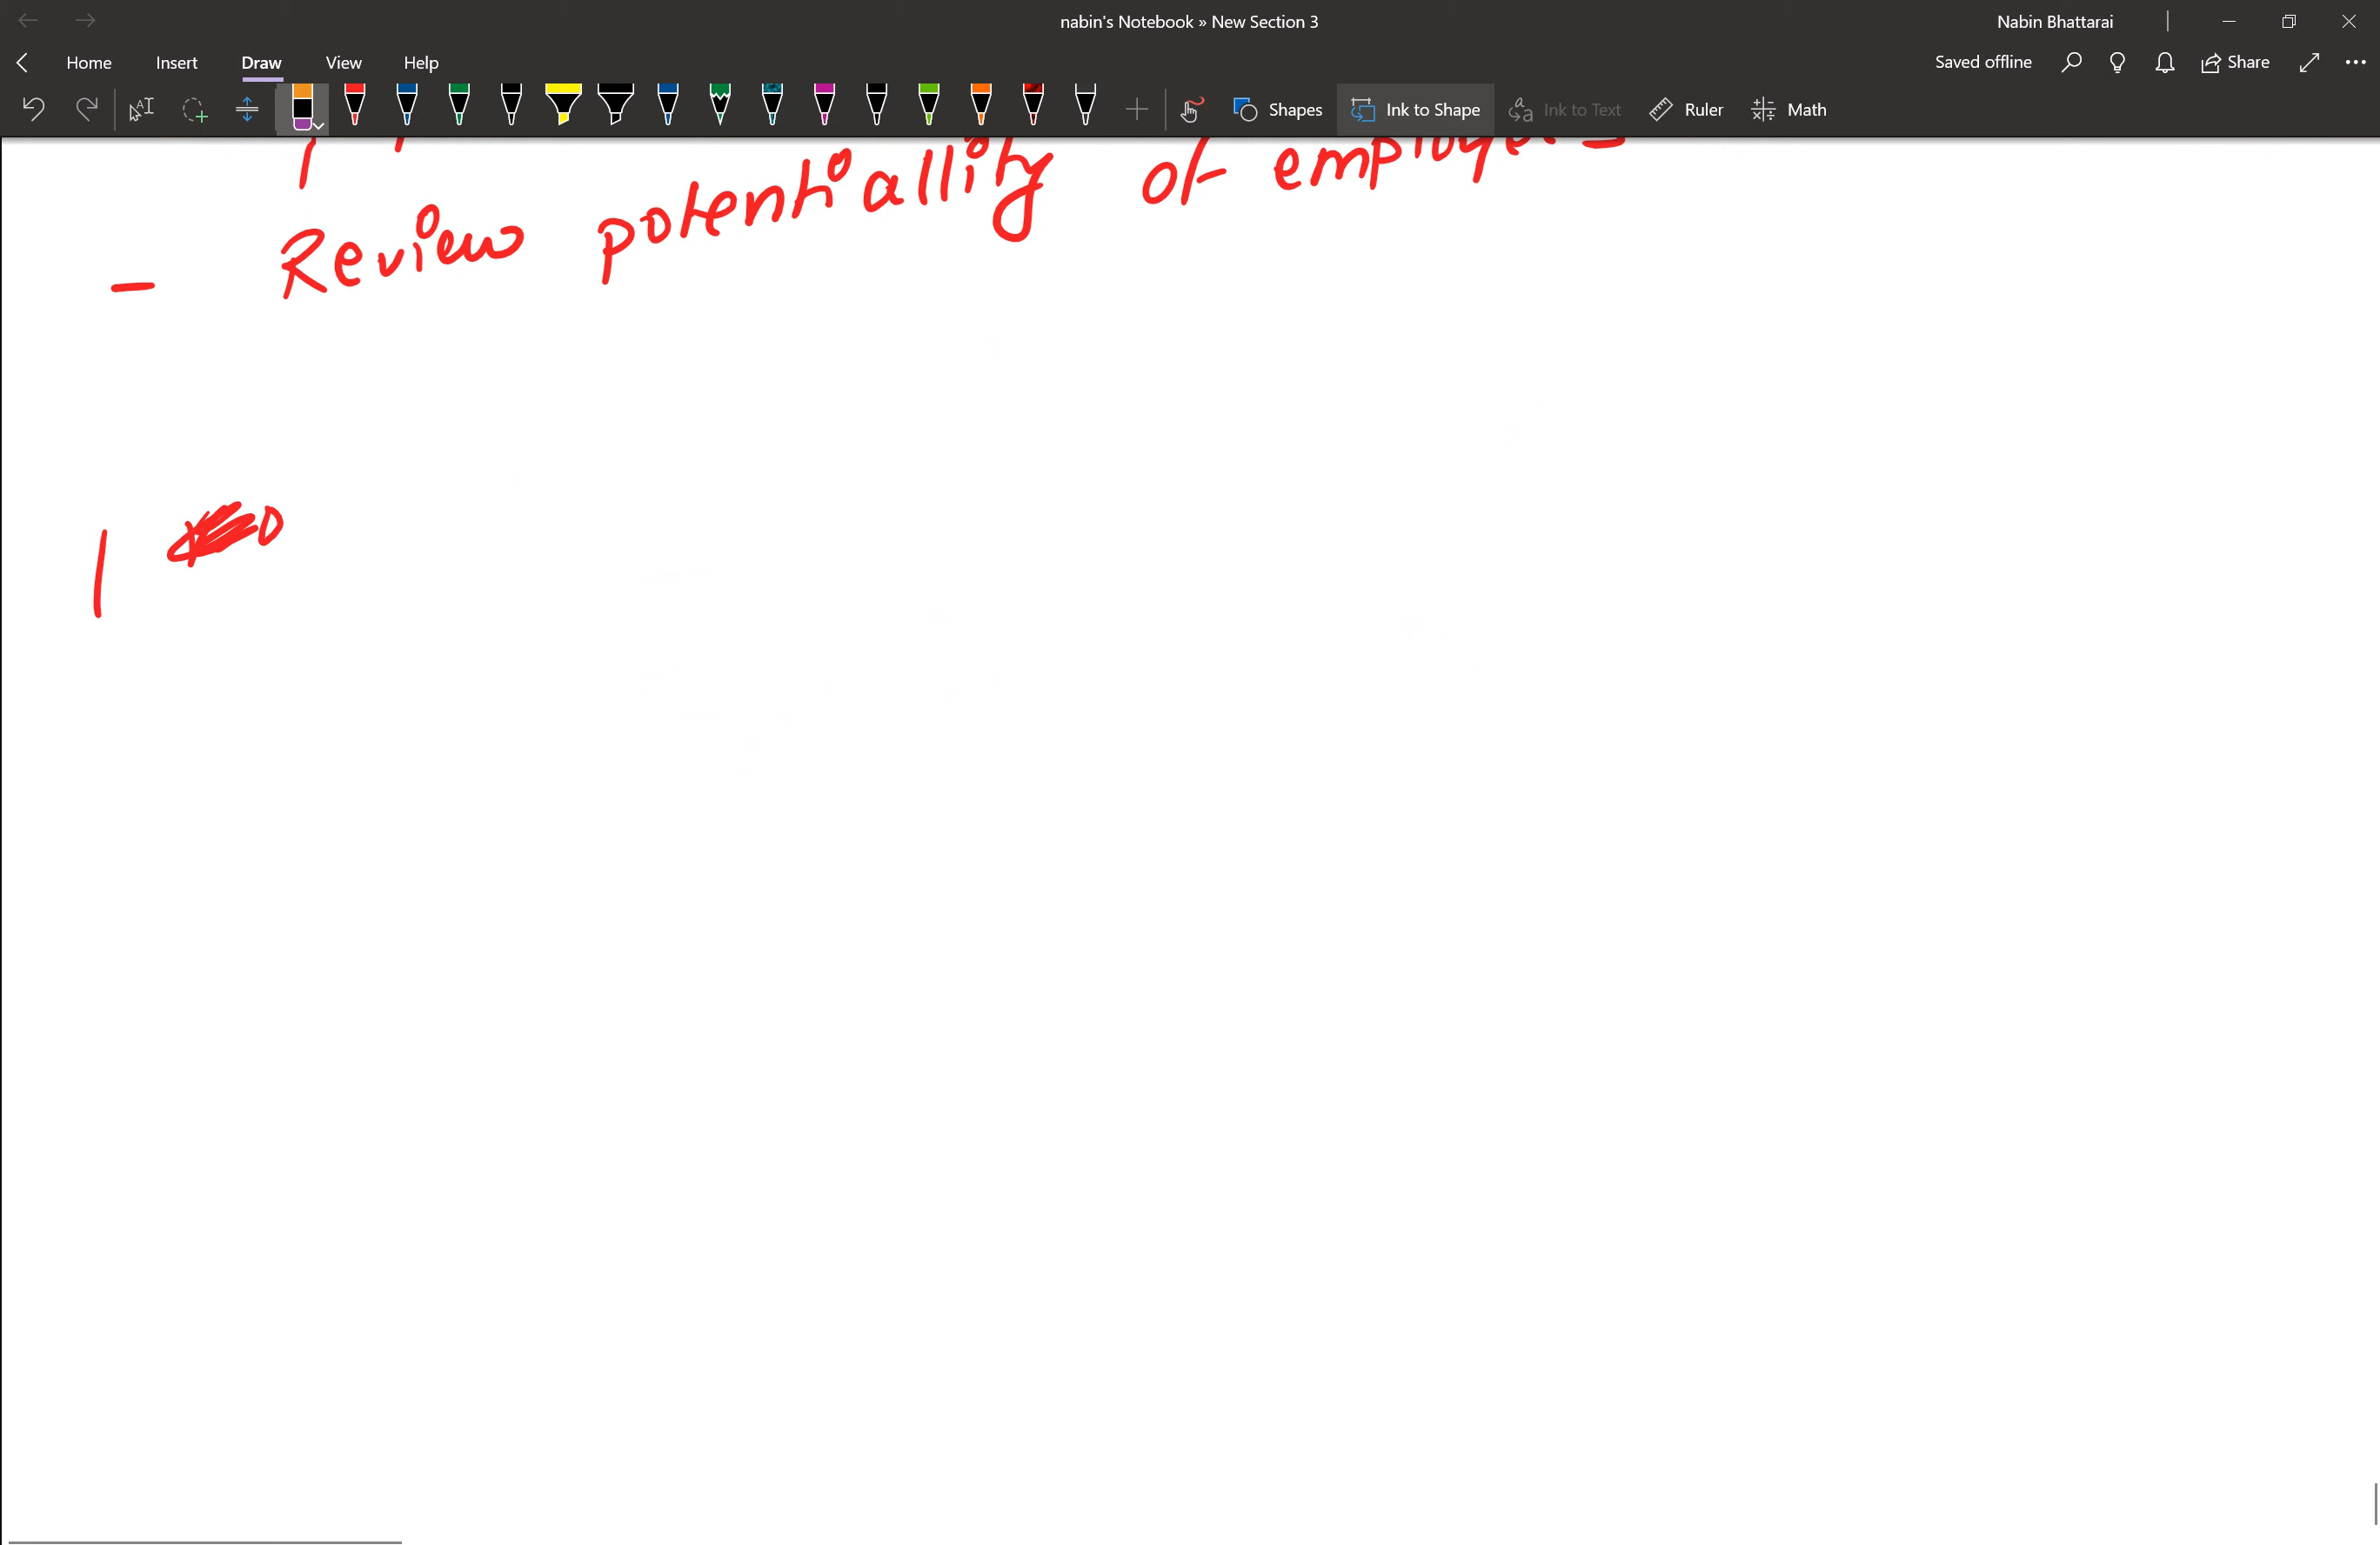 nabin's Notebook » New Section 3
Nabin Bhattarai
Home Insert Draw View Help
Saved offline
Share
Shapes
Ink to Shape
Ink to Text
Ruler
Math
- Review potentiallity of employees